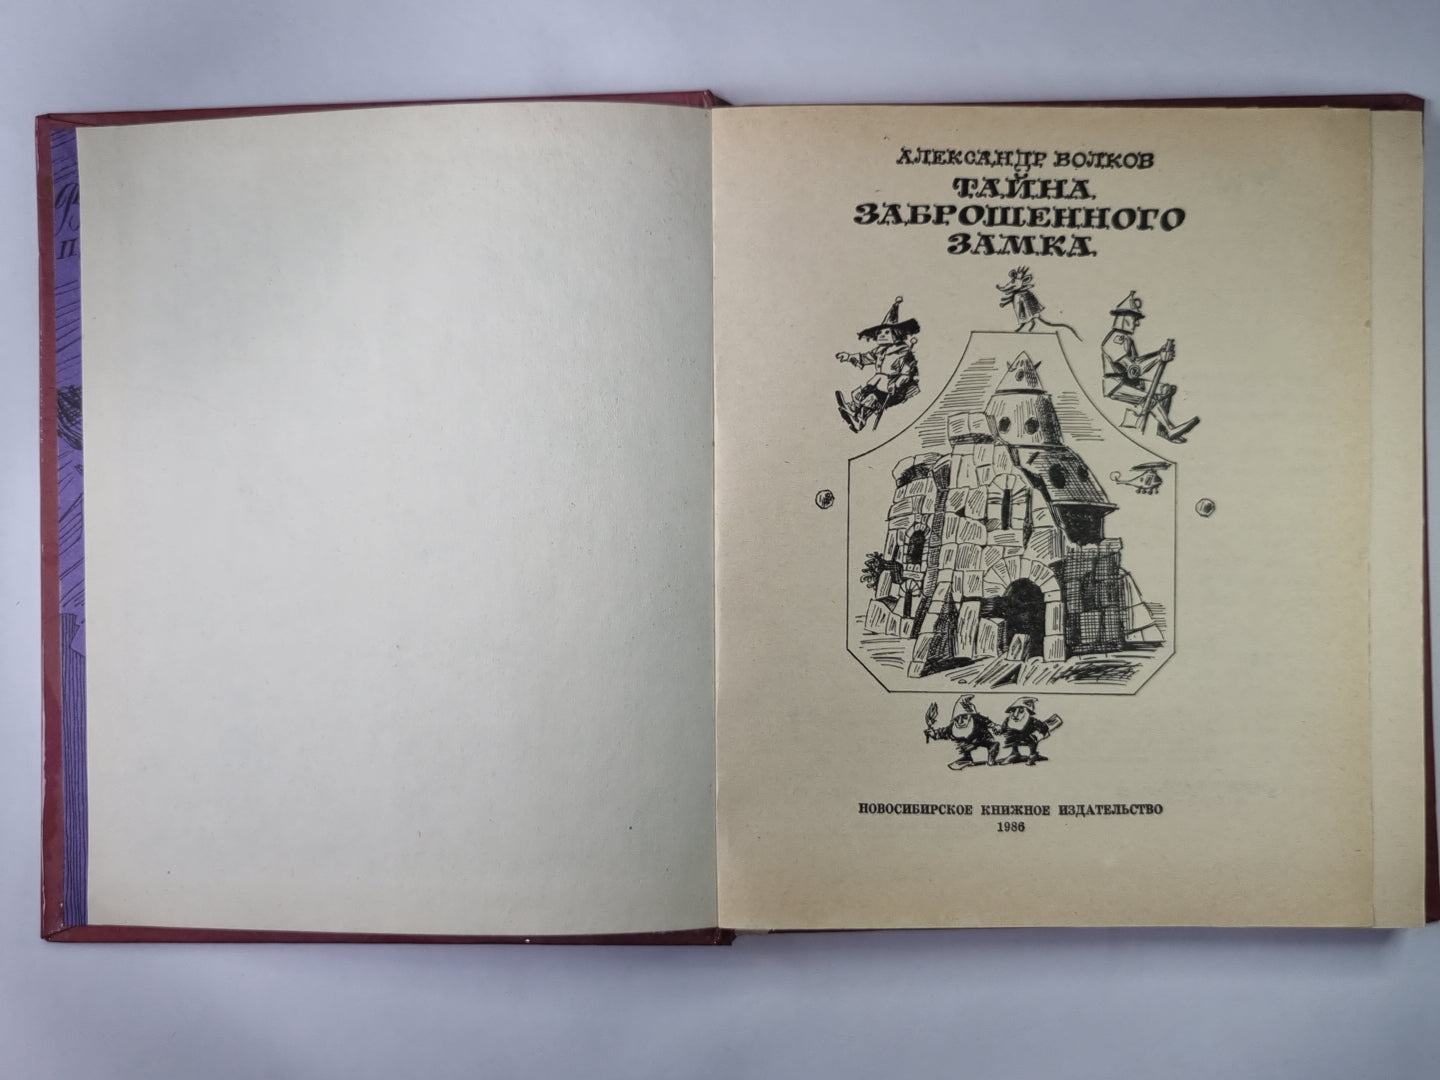 АЛЕКСАНДР ВОЛКОВ
ТАЙНА
ЗАБРОШЕННОГО
ЗАМКА
НОВОСИБИРСКОЕ КНИЖНОЕ ИЗДАТЕЛЬСТВО
1986